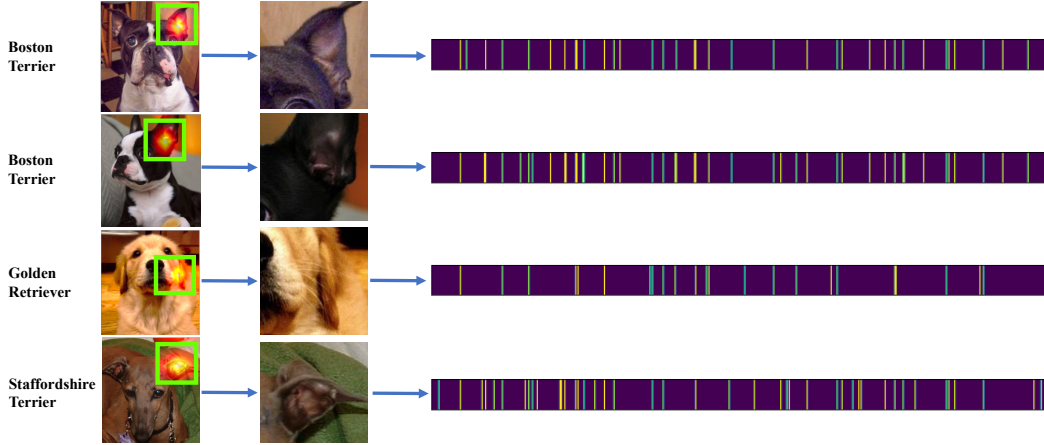 Boston
Terrier
Boston
Terrier
Golden
Retriever
Staffordshire
Terrier